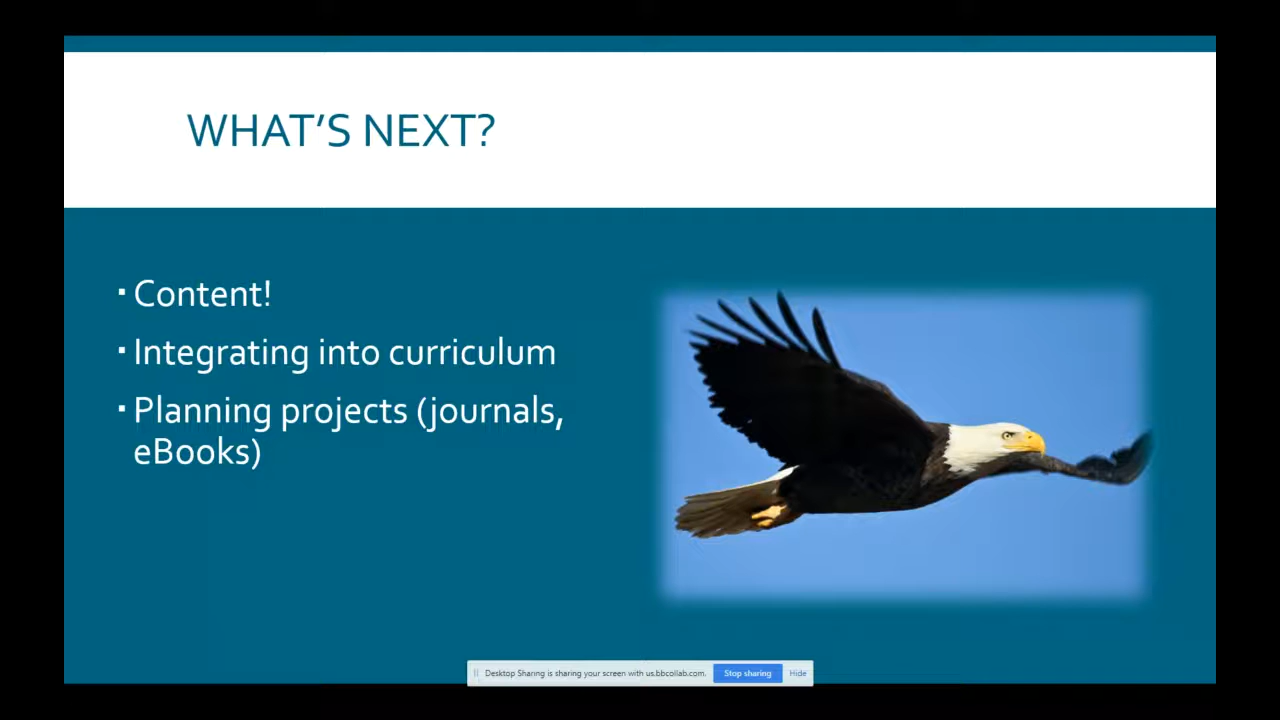 WHAT’S NEXT?
▪ Content!
▪ Integrating into curriculum
▪ Planning projects (journals,
eBooks)
Desktop Sharing is sharing your screen with us.bbcollab.com. Stop sharing Hide